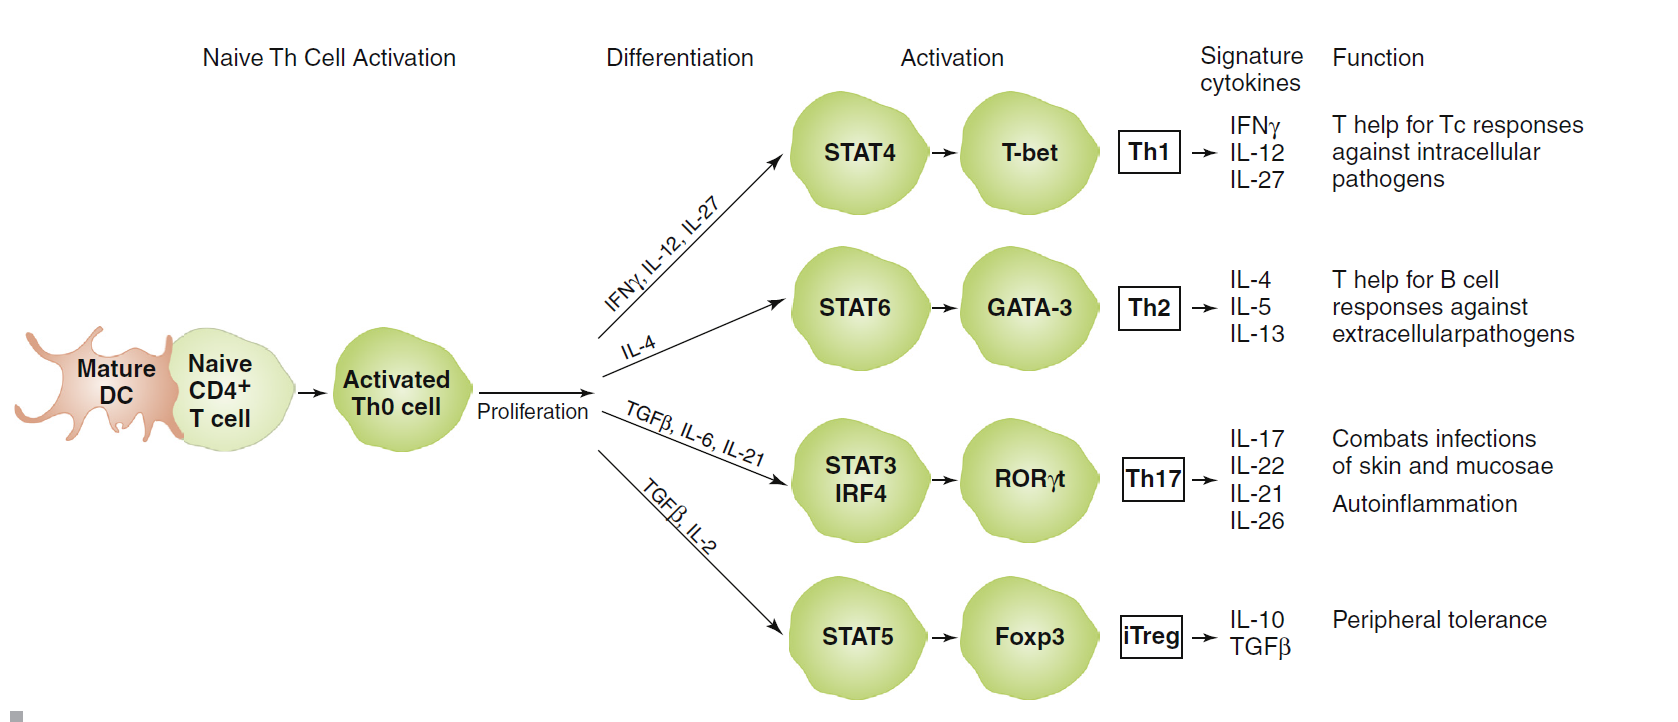 Naive Th Cell Activation
Differentiation
Activation
Signature
cytokines
Function
Mature
DC
Naive
CD4+
T cell
Activated
Th0 cell
Proliferation
IFNγ, IL-12, IL-27
STAT4
T-bet
Th1
IFNγ
IL-12
IL-27
T help for Tc responses
against intracellular
pathogens
IL-4
STAT6
GATA-3
Th2
IL-4
IL-5
IL-13
T help for B cell
responses against
extracellularpathogens
TGFβ, IL-6, IL-21
STAT3
IRF4
RORγt
Th17
IL-17
IL-22
IL-21
IL-26
Combats infections
of skin and mucosae
Autoinflammation
TGFβ, IL-2
STAT5
Foxp3
iTreg
IL-10
TGFβ
Peripheral tolerance